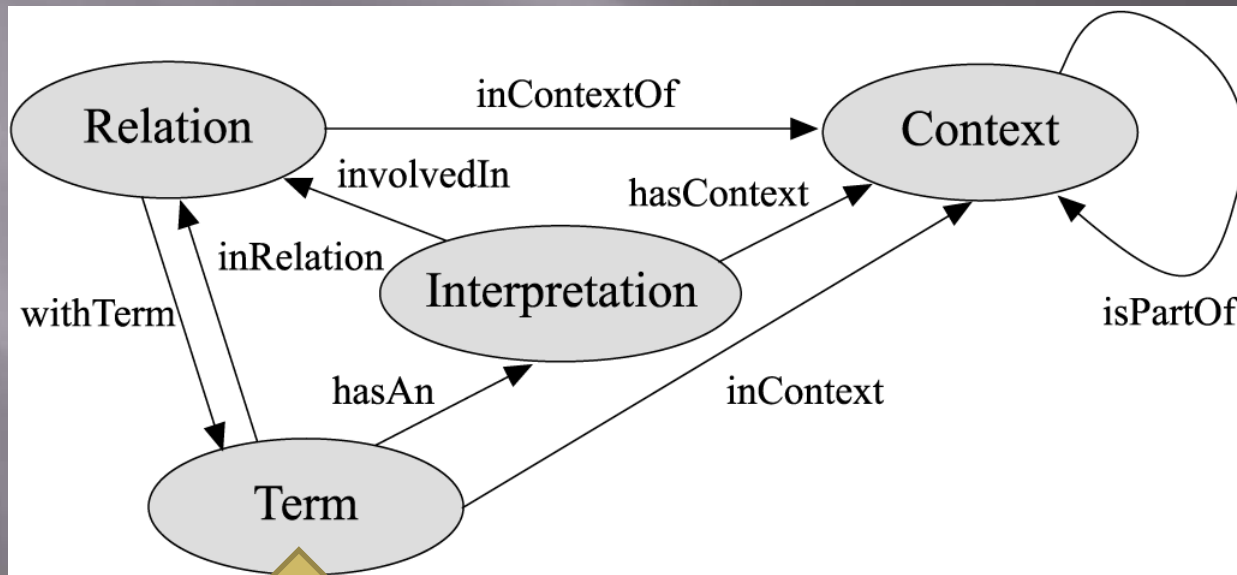 inContextOf
Relation
Context
involvedIn
hasContext
inRelation
Interpretation
withTerm
isPartOf
hasAn
inContext
Term